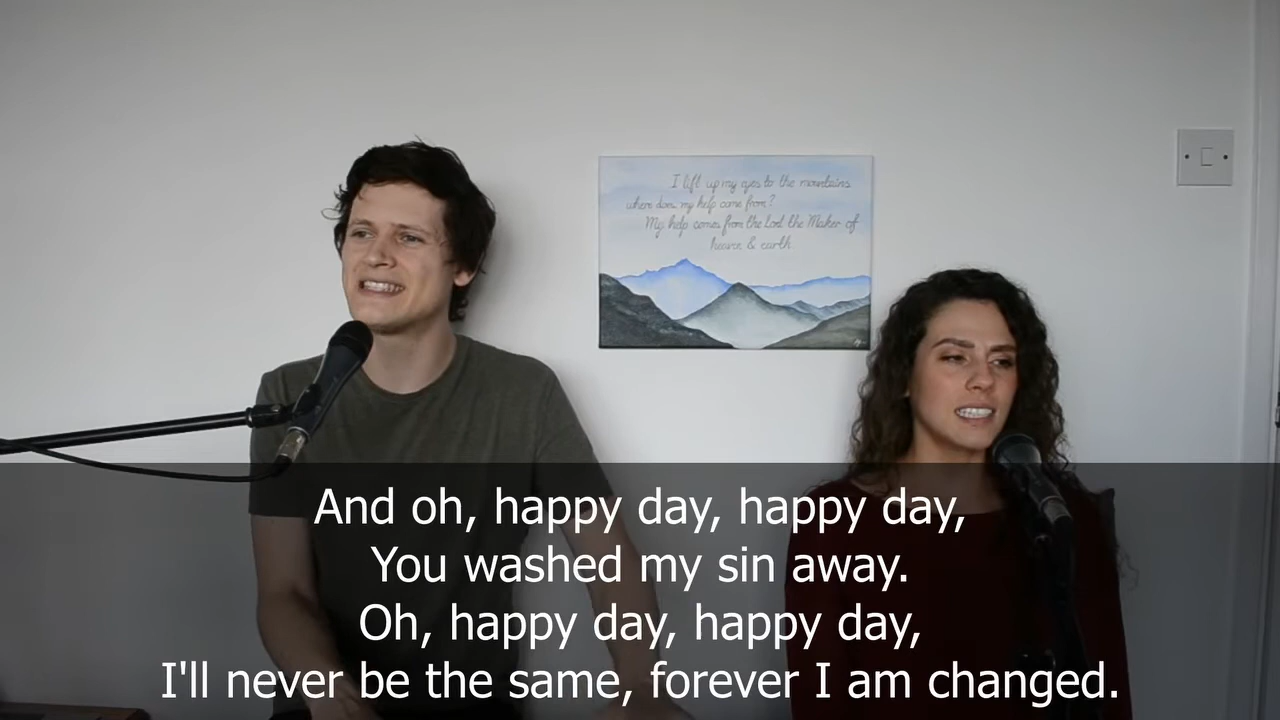 I lift up my eyes to the mountains
where does my help come from?
My help comes from the Lord the Maker of
heaven & earth
And oh, happy day, happy day,
You washed my sin away.
Oh, happy day, happy day,
I'll never be the same, forever I am changed.